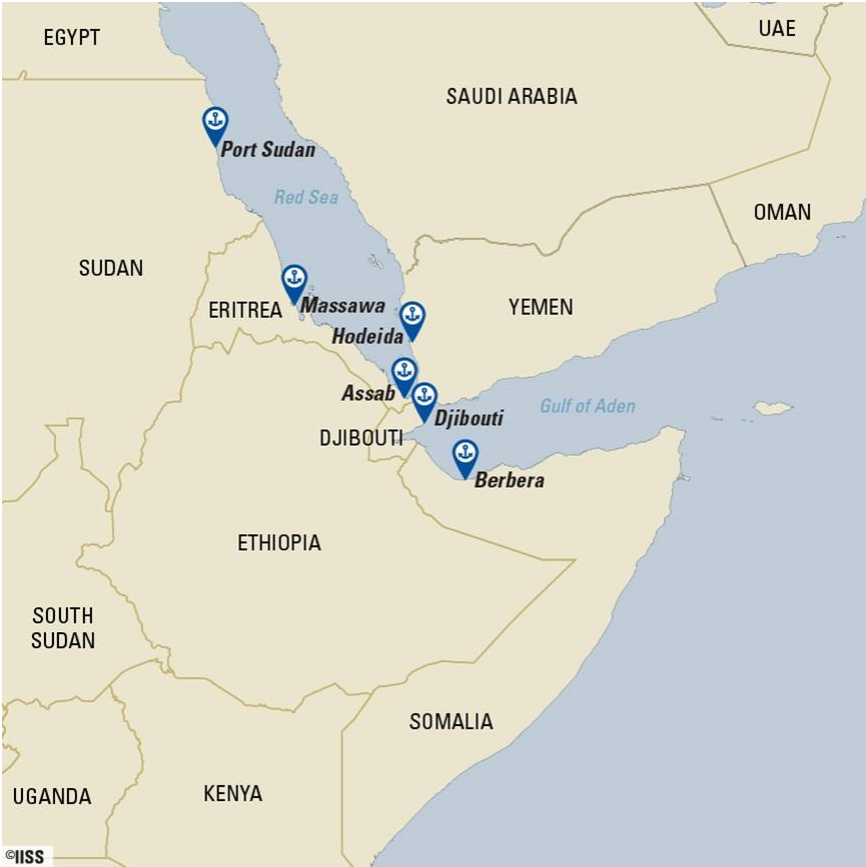 EGYPT
UAE
SAUDI ARABIA
Port Sudan
Red Sea
OMAN
SUDAN
ERITREA
Massawa
YEMEN
Hodeida
Assab
Djibouti
Gulf of Aden
DJIBOUTI
Berbera
ETHIOPIA
SOUTH
SUDAN
SOMALIA
UGANDA
KENYA
©IISS